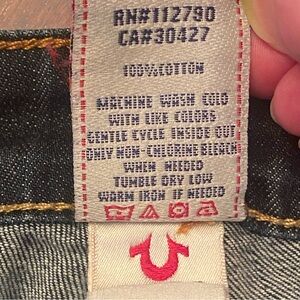 RN#112790
CA#30427
100%COTTON
MACHINE WASH COLD
WITH LIKE COLORS
GENTLE CYCLE INSIDE OUT
ONLY NON-CHLORINE BLEACH
WHEN NEEDED
TUMBLE DRY LOW
WARM IRON IF NEEDED